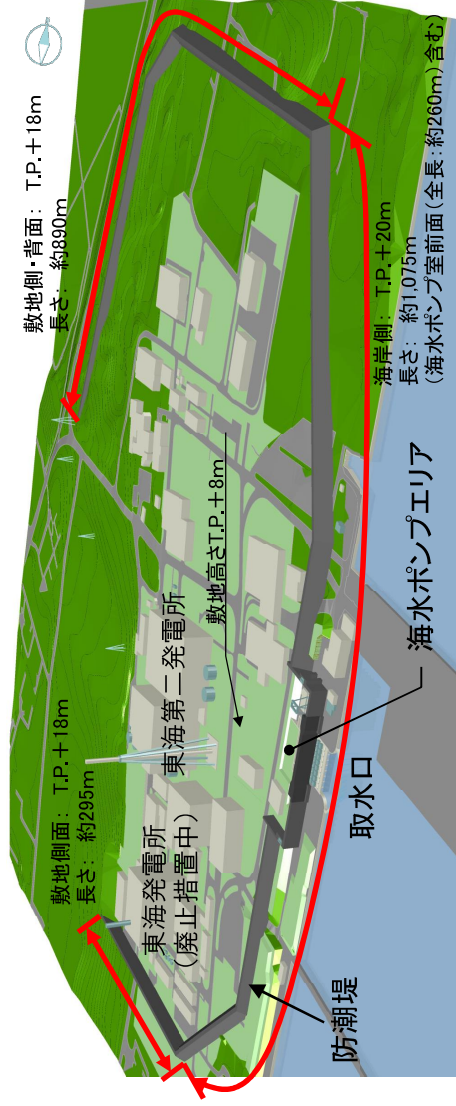 敷地側面： T.P.＋18m
長さ： 約295m
敷地側・背面： T.P.＋18m
長さ： 約890m
東海発電所
（廃止措置中）
東海第二発電所
敷地高さT.P.＋8m
海岸側： T.P.＋20m
長さ： 約1,075m
（海水ポンプ室前面（全長：約260m）含む）
海水ポンプエリア
取水口
防潮堤